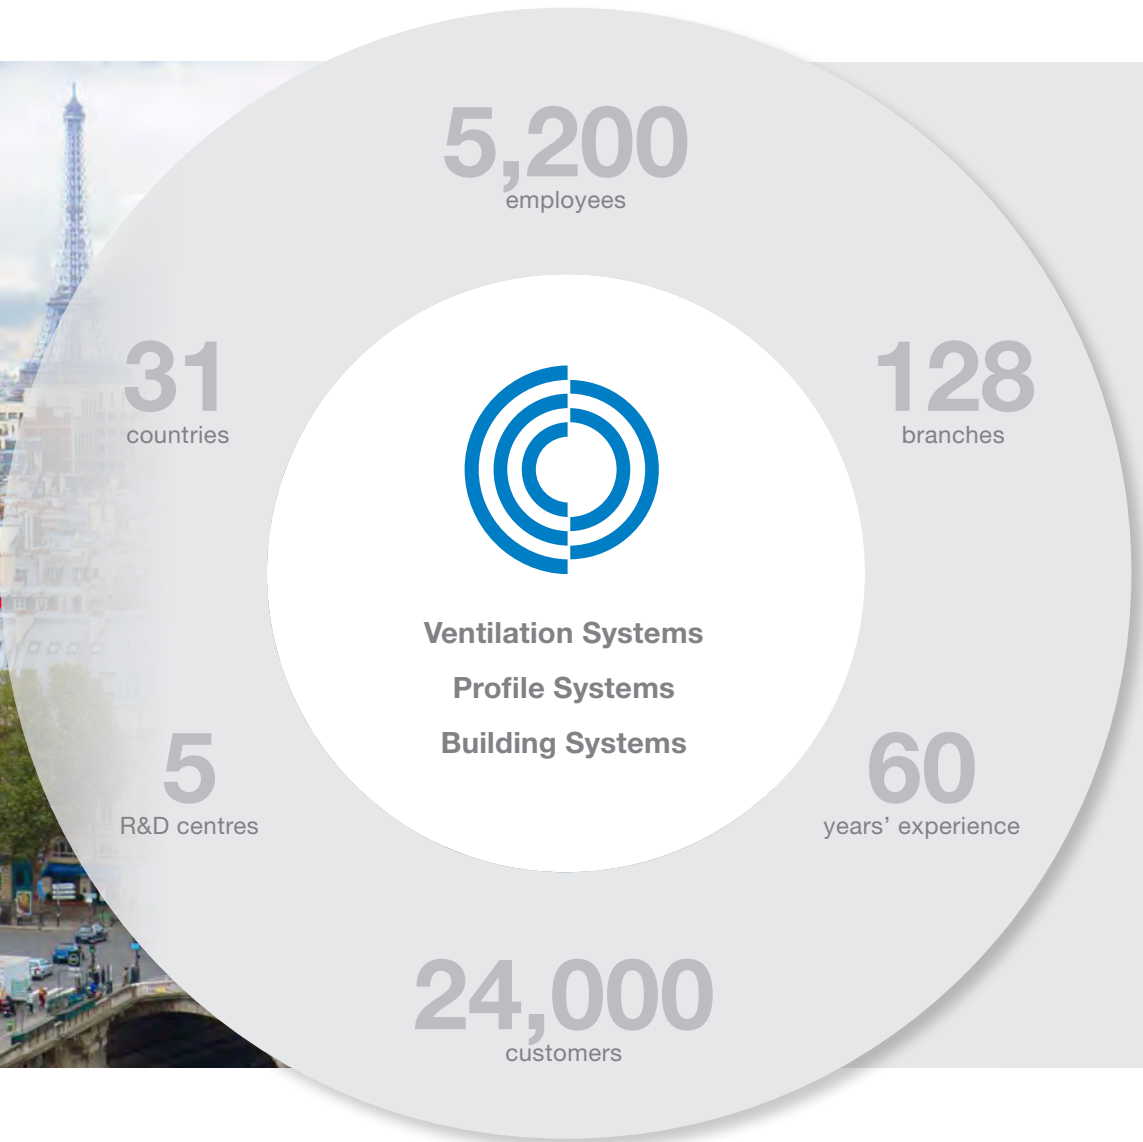 5,200
employees
31
countries
128
branches
Ventilation Systems
Profile Systems
Building Systems
5
R&D centres
60
years’ experience
24,000
customers